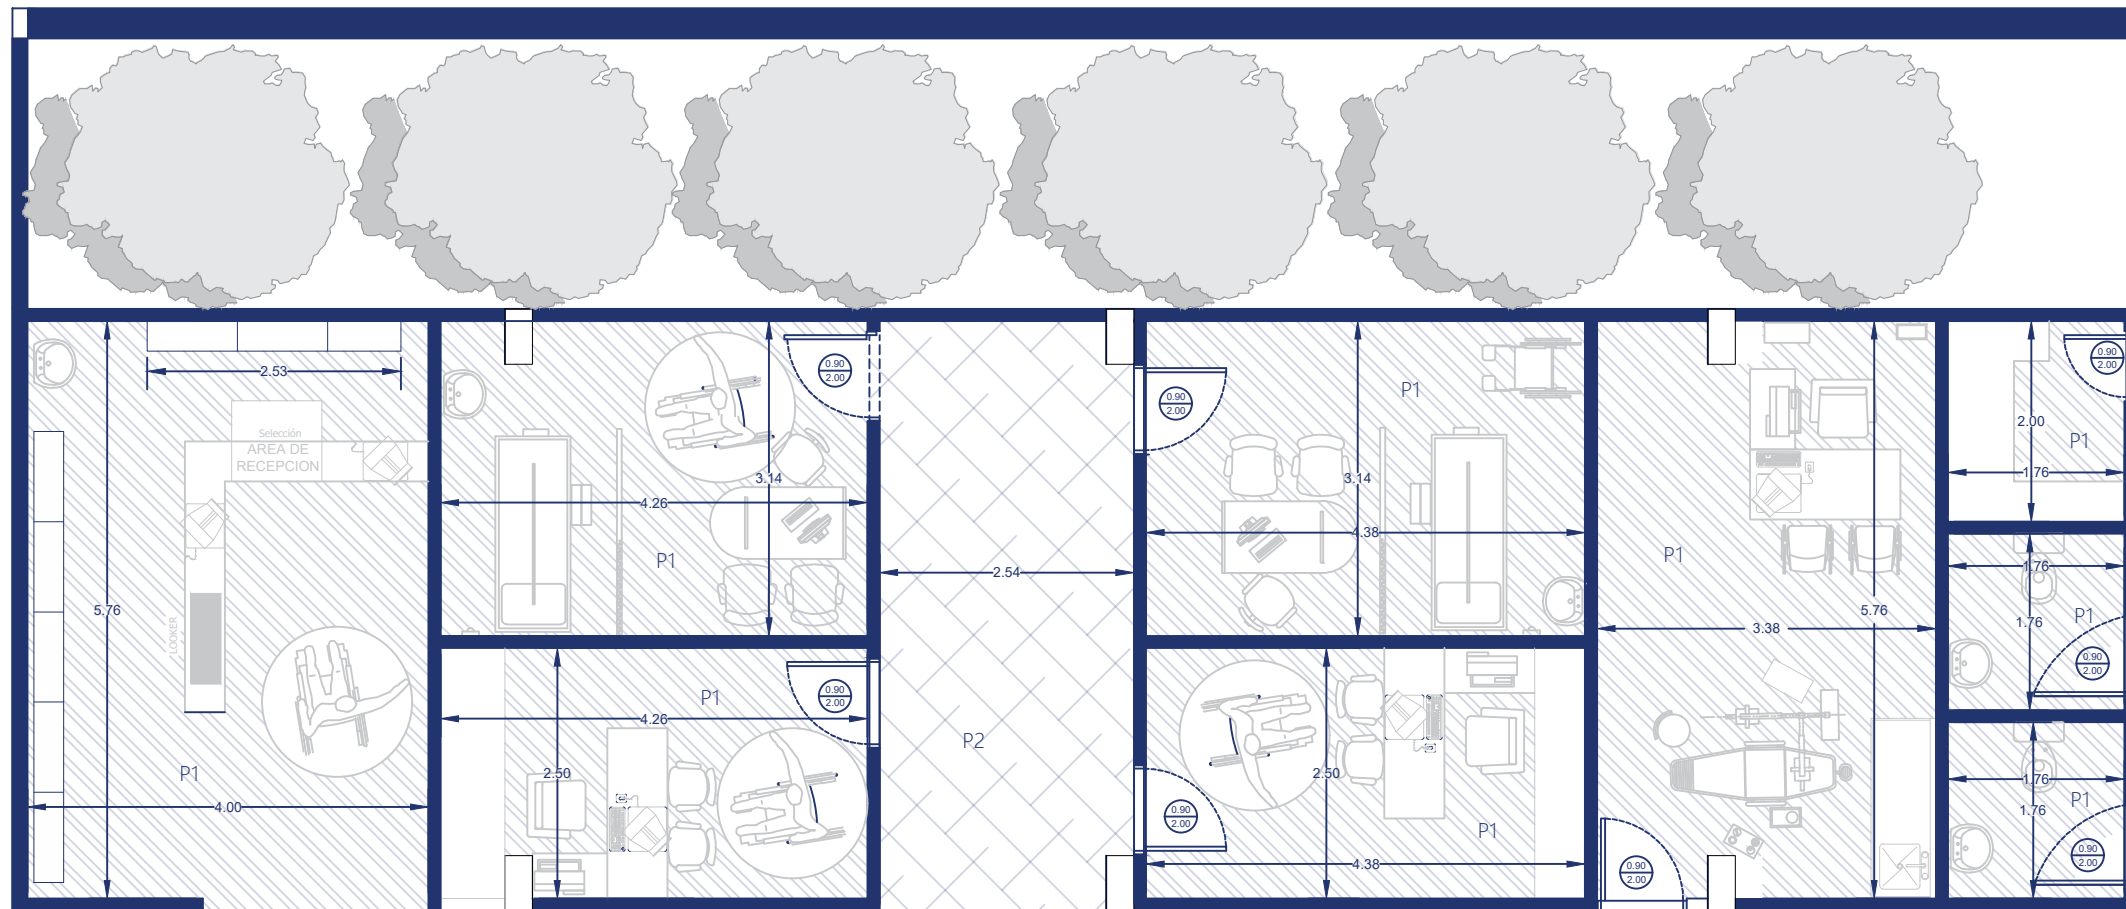 2.53
Selección
AREA DE
RECEPCION
LOOKER
5.76
P1
4.00
0.90
2.00
3.14
4.26
P1
P1
0.90
2.00
4.26
2.50
2.54
P2
0.90
2.00
P1
3.14
4.38
0.90
2.00
2.50
P1
4.38
P1
5.76
3.38
0.90
2.00
0.90
2.00
2.00
P1
1.76
1.76
P1
1.76
0.90
2.00
1.76
P1
1.76
0.90
2.00